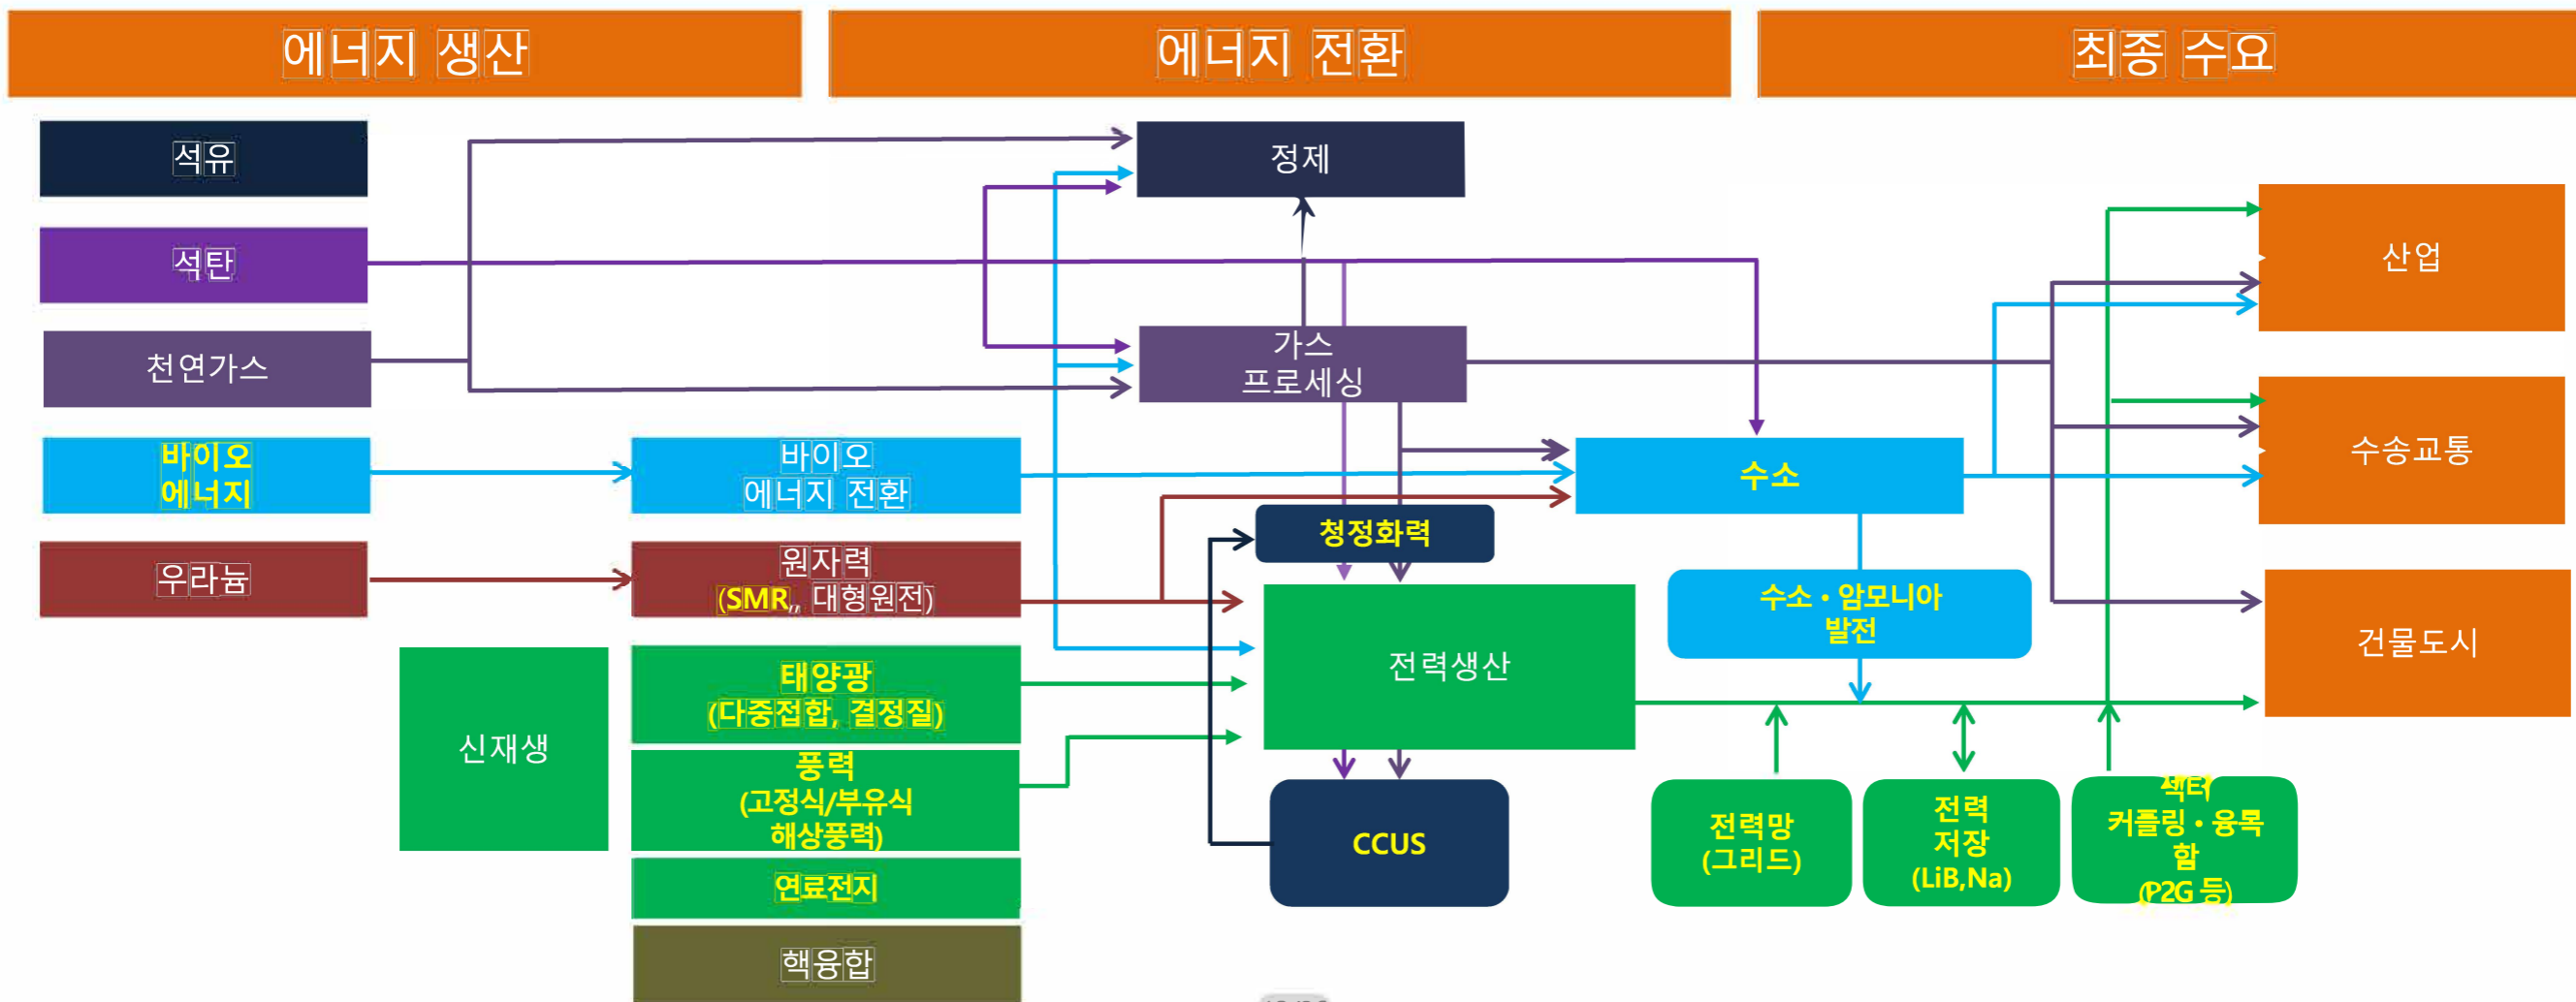 에너지 생산
에너지 전환
최종 수요
석유
정제
석탄
산업
천연가스
가스
프로세싱
바이오
에너지
바이오
에너지 전환
수소
수송교통
청정화력
우라늄
원자력
(SMR, 대형원전)
수소・암모니아
발전
건물도시
신재생
태양광
(다중접합, 결정질)
전력생산
풍력
(고정식/부유식
해상풍력)
CCUS
전력망
(그리드)
전력
저장
(LiB,Na)
섹터
커플링・융목
함
(P2G 등)
연료전지
핵융합